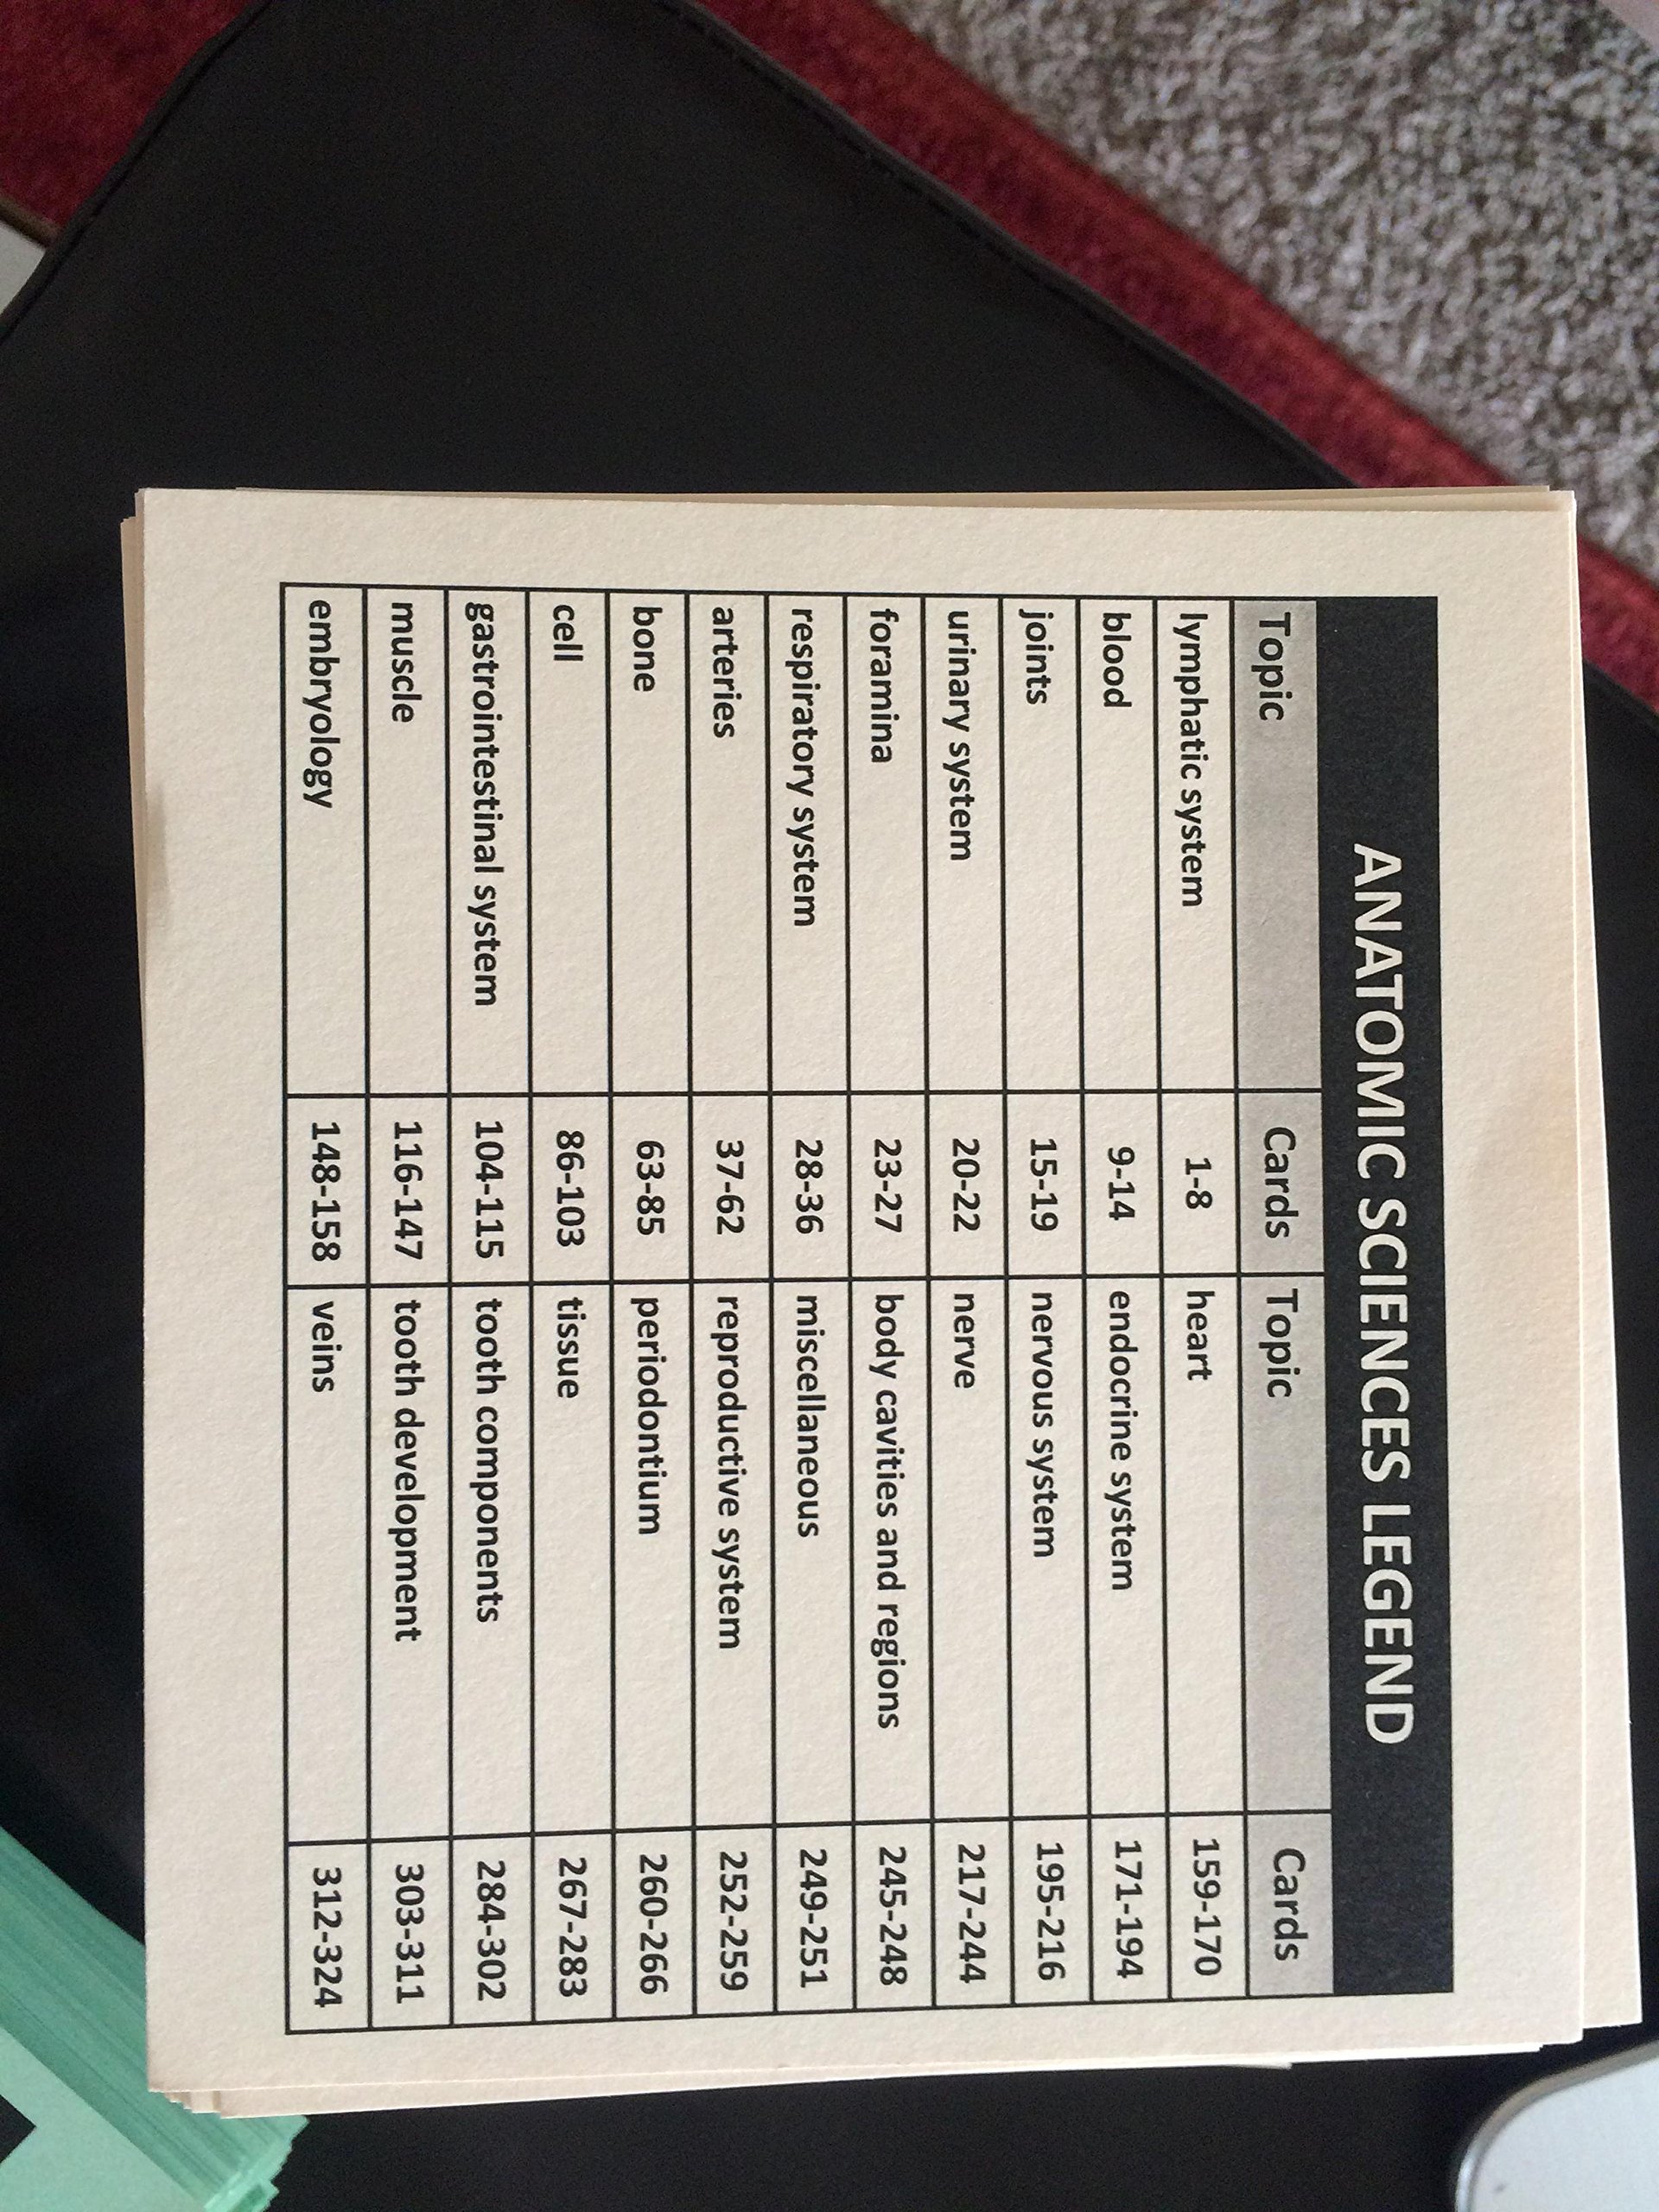 ANATOMIC SCIENCES LEGEND
Topic Cards Topic Cards
lymphatic system 1-8 heart 159-170
blood 9-14 endocrine system 171-194
joints 15-19 nervous system 195-216
urinary system 20-22 nerve 217-244
foramina 23-27 body cavities and regions 245-248
respiratory system 28-36 miscellaneous 249-251
arteries 37-62 reproductive system 252-259
bone 63-85 periodontium 260-266
cell 86-103 tissue 267-283
gastrointestinal system 104-115 tooth components 284-302
muscle 116-147 tooth development 303-311
embryology 148-158 veins 312-324